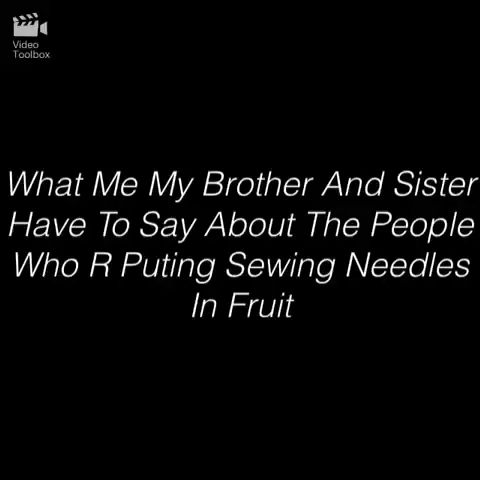 Video
Toolbox
What Me My Brother And Sister
Have To Say About The People
Who R Puting Sewing Needles
In Fruit